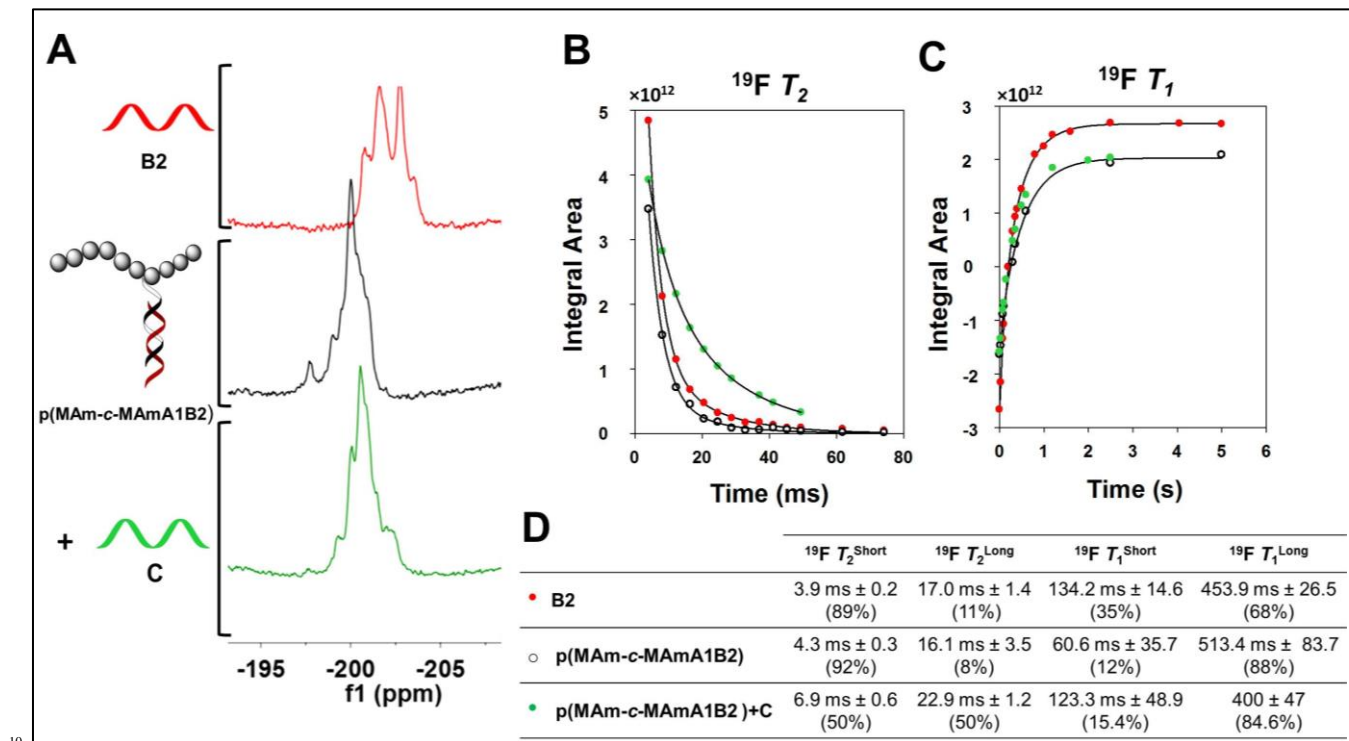 A
B2
p(MAm-c-MAmA1B2)
+ C
-195 -200 -205
f1 (ppm)
B
¹⁹F T₂
×10¹²
5
4
3
2
1
0
Integral Area
0 20 40 60 80
Time (ms)
C
¹⁹F T₁
×10¹²
3
2
1
0
-1
-2
-3
Integral Area
0 1 2 3 4 5 6
Time (s)
D
¹⁹F T₂ˢʰᵒʳᵗ ¹⁹F T₂ᴸᵒⁿᵍ ¹⁹F T₁ˢʰᵒʳᵗ ¹⁹F T₁ᴸᵒⁿᵍ
B2 3.9 ms ± 0.2 17.0 ms ± 1.4 134.2 ms ± 14.6 453.9 ms ± 26.5
(89%) (11%) (35%) (68%)
p(MAm-c-MAmA1B2) 4.3 ms ± 0.3 16.1 ms ± 3.5 60.6 ms ± 35.7 513.4 ms ± 83.7
(92%) (8%) (12%) (88%)
p(MAm-c-MAmA1B2 )+C 6.9 ms ± 0.6 22.9 ms ± 1.2 123.3 ms ± 48.9 400 ± 47
(50%) (50%) (15.4%) (84.6%)